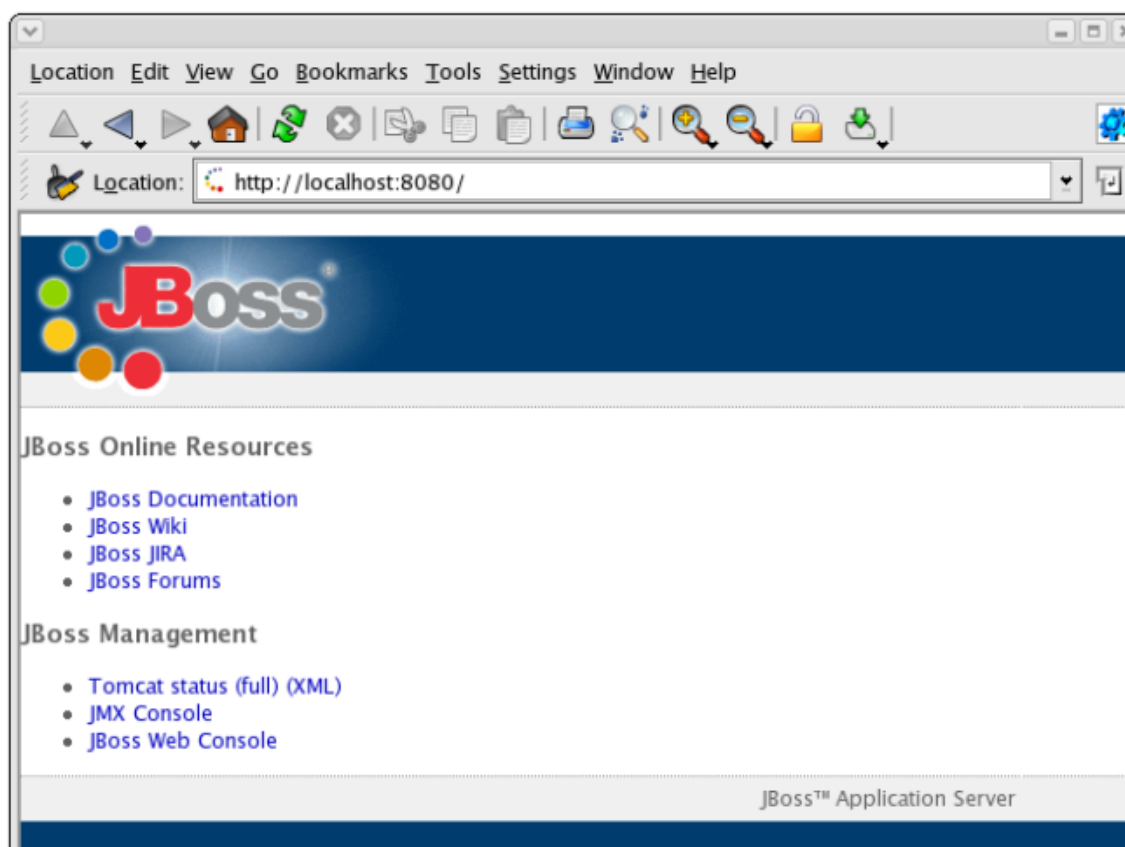 Location Edit View Go Bookmarks Tools Settings Window Help
Location: http://localhost:8080/
JBoss®
JBoss Online Resources
JBoss Documentation
JBoss Wiki
JBoss JIRA
JBoss Forums
JBoss Management
Tomcat status (full) (XML)
JMX Console
JBoss Web Console
JBoss™ Application Server